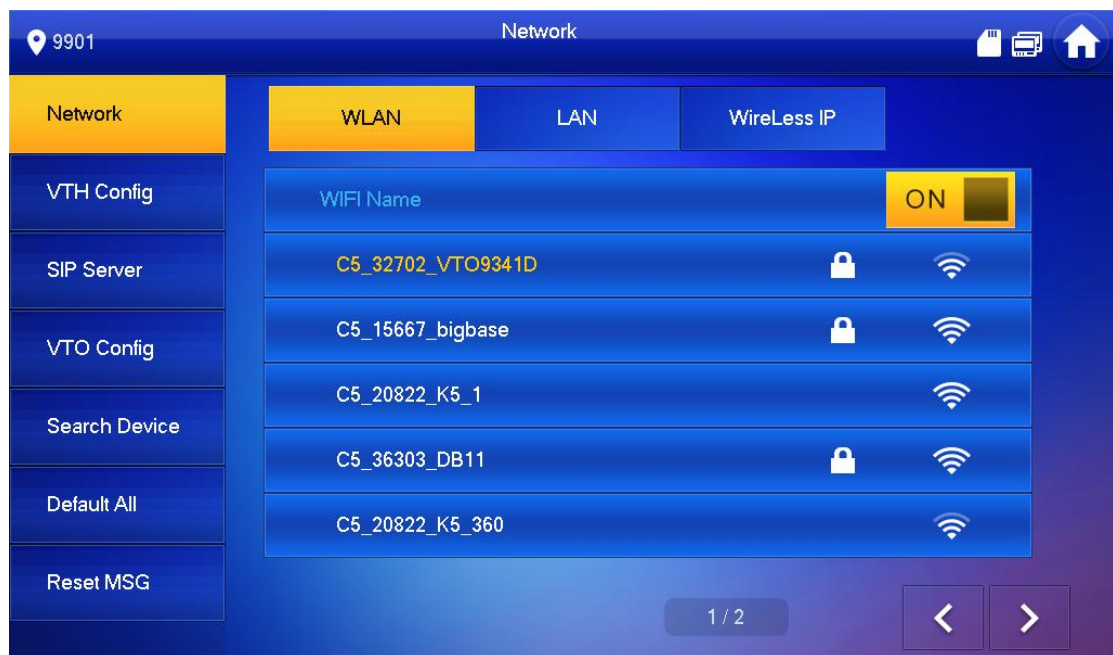 9901
Network
Network
VTH Config
SIP Server
VTO Config
Search Device
Default All
Reset MSG
WLAN
LAN
WireLess IP
WIFI Name
ON
C5_32702_VTO9341D
C5_15667_bigbase
C5_20822_K5_1
C5_36303_DB11
C5_20822_K5_360
1 / 2